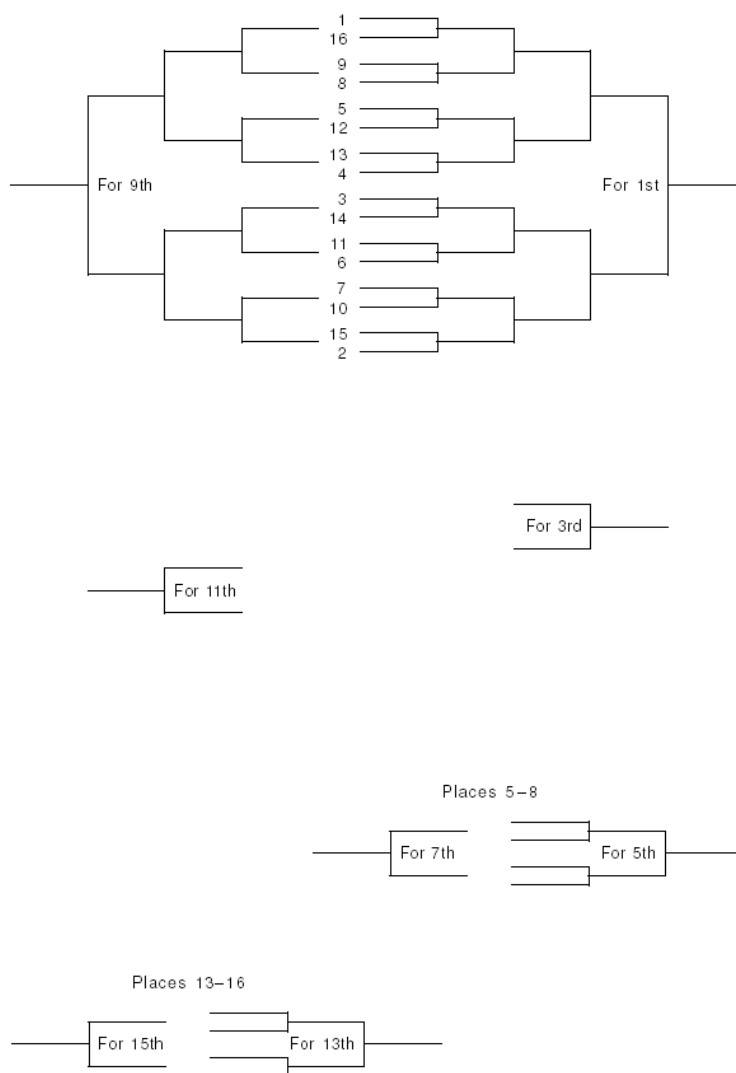 1
16
9
8
5
12
13
4
For 9th
For 1st
3
14
11
6
7
10
15
2
For 3rd
For 11th
Places 5–8
For 7th
For 5th
Places 13–16
For 15th
For 13th